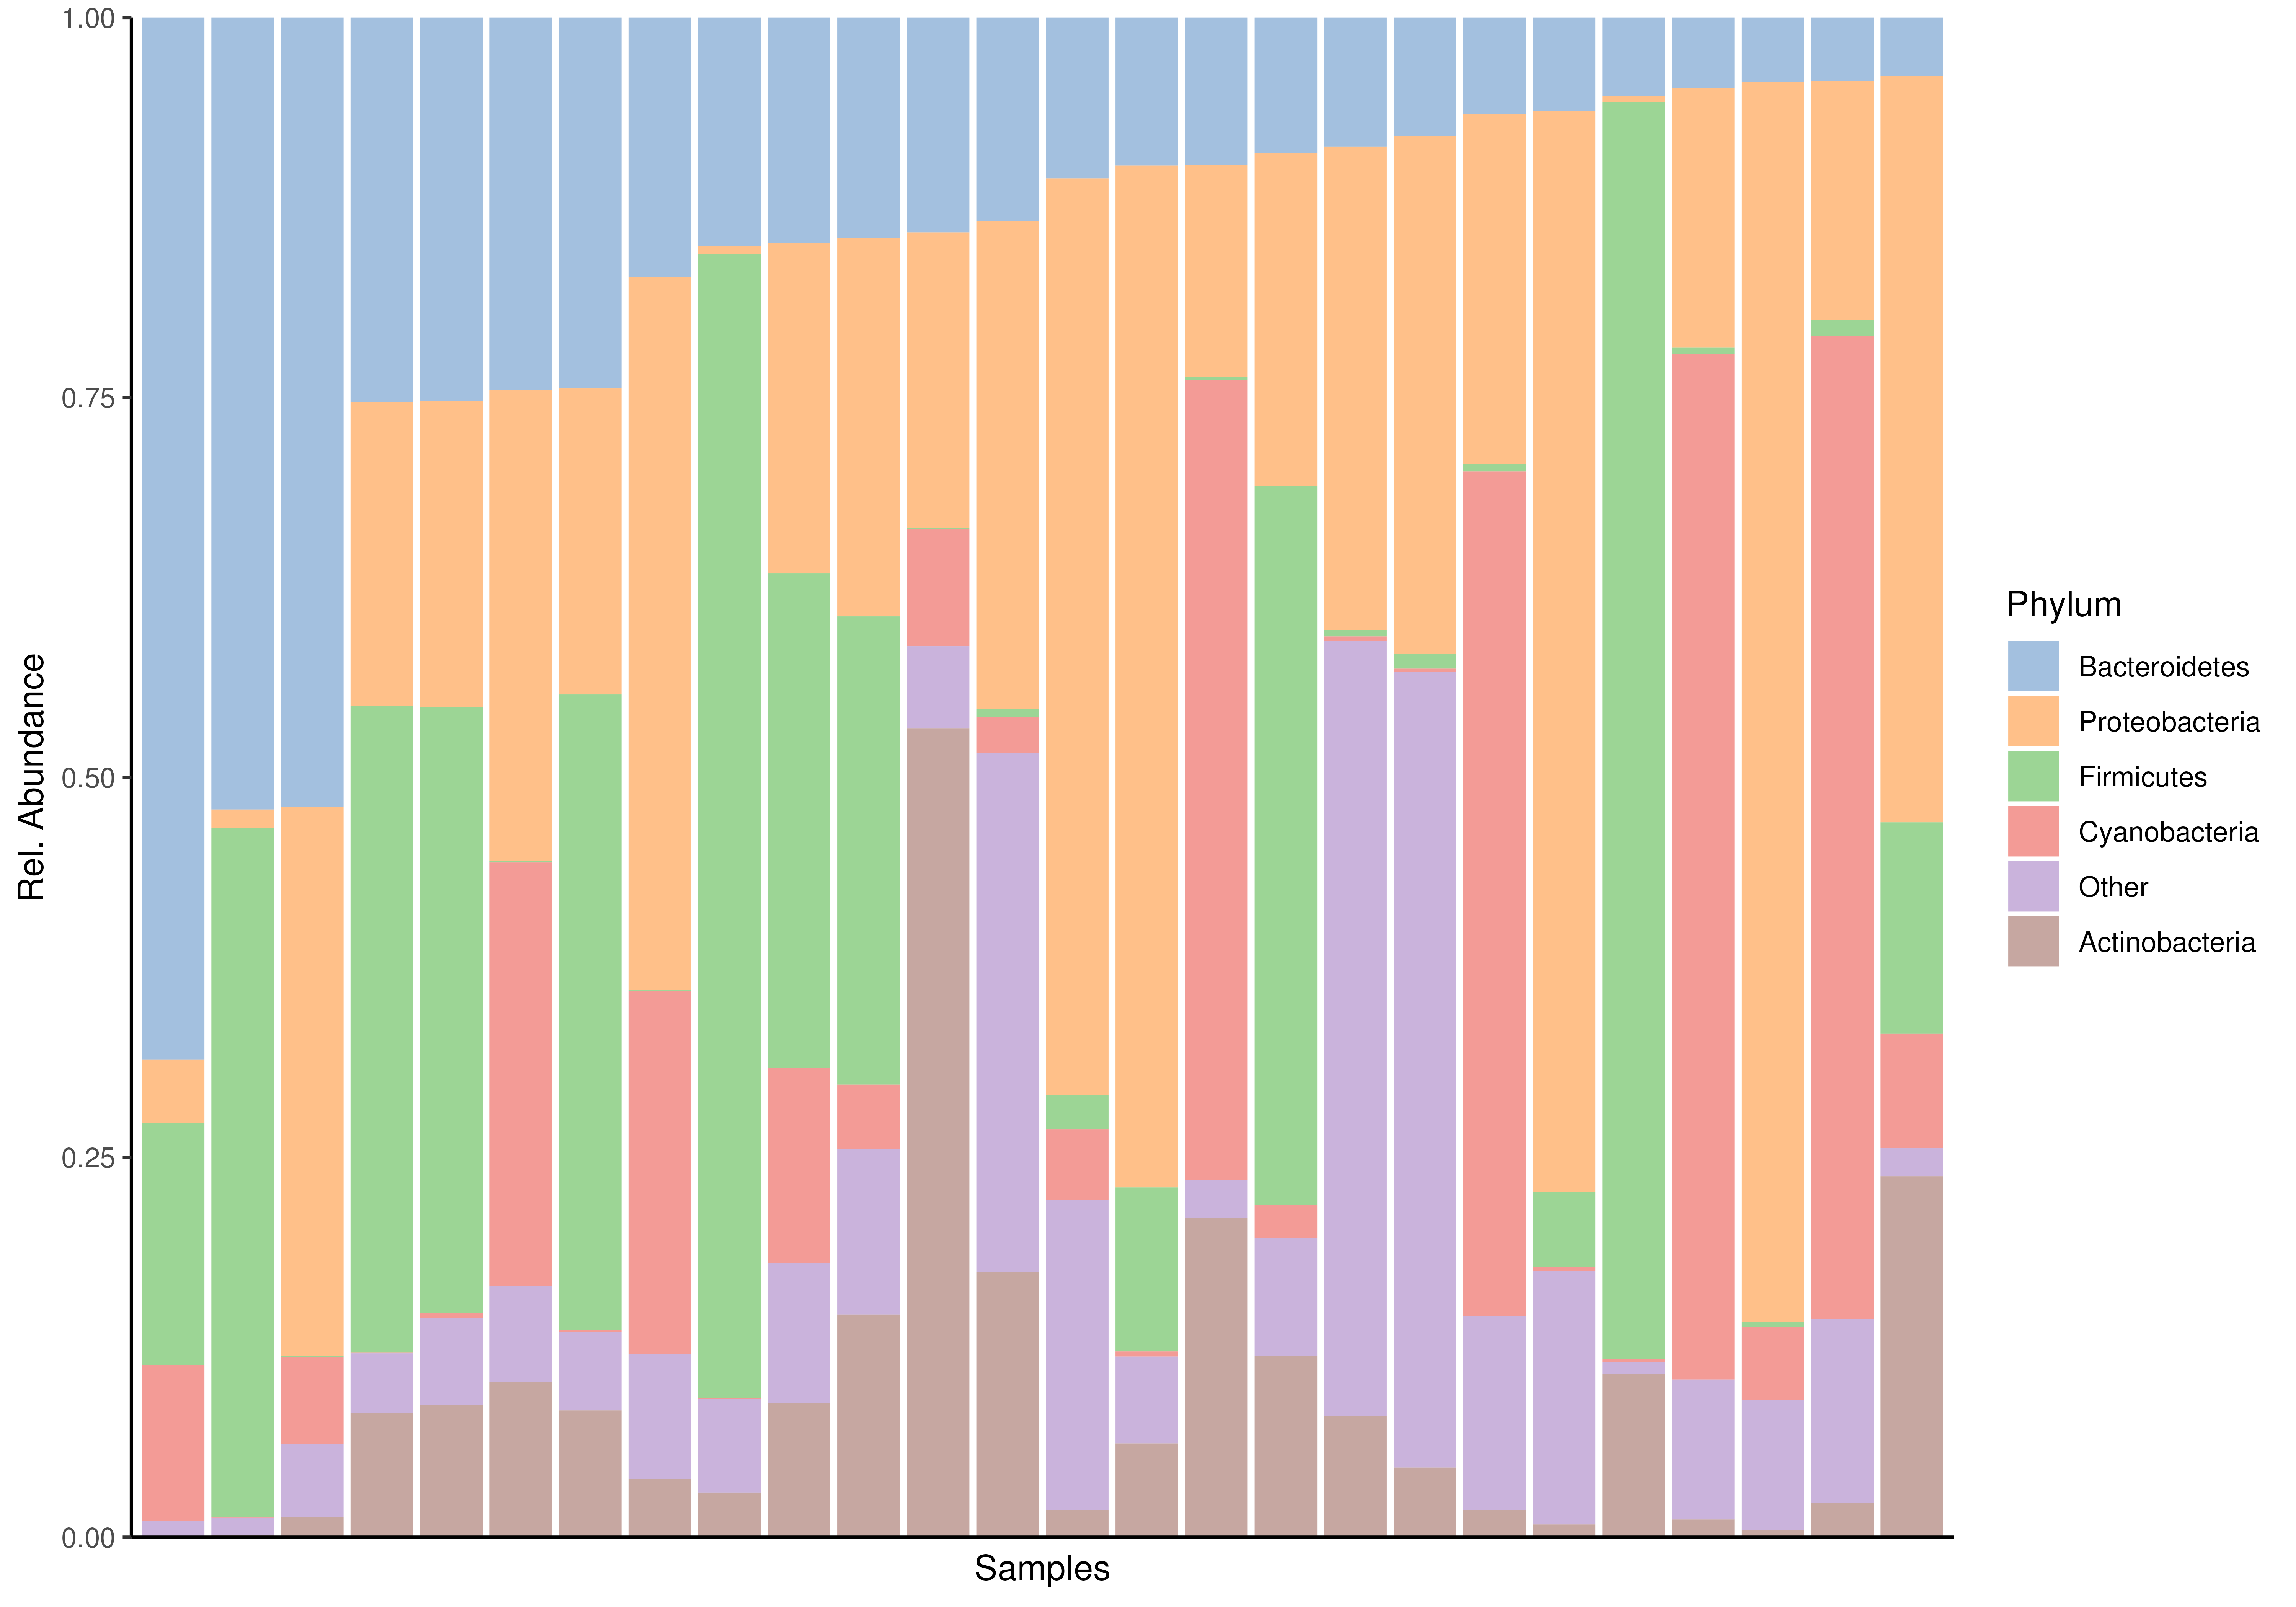 1.00
0.75
0.50
0.25
0.00
Rel. Abundance
Samples
Phylum
Bacteroidetes
Proteobacteria
Firmicutes
Cyanobacteria
Other
Actinobacteria